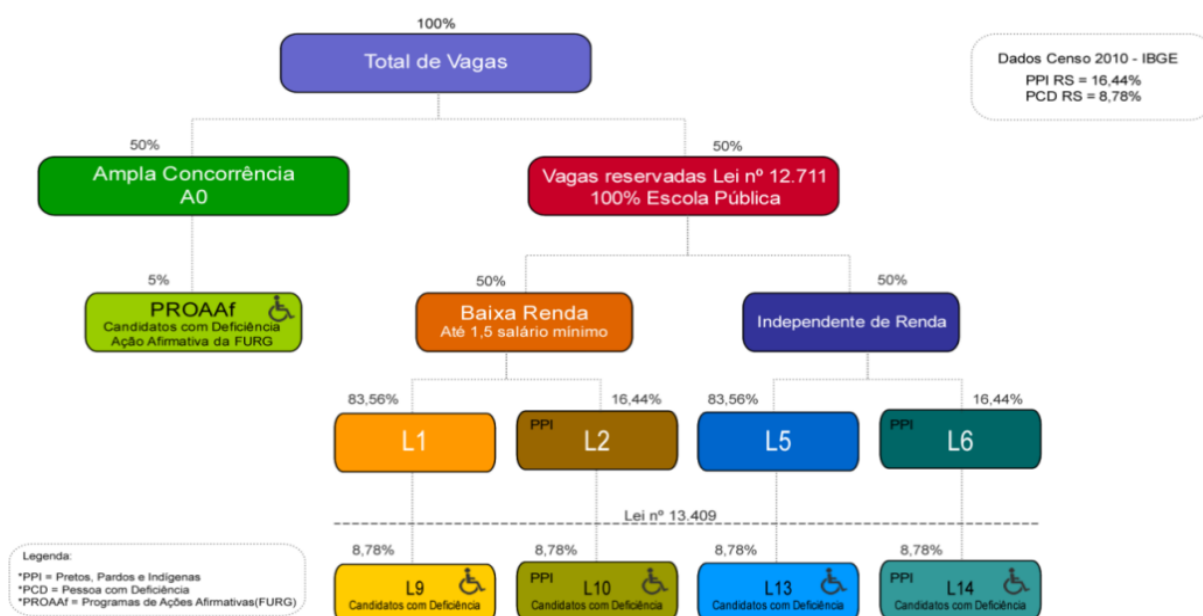 100%
Total de Vagas
Dados Censo 2010 - IBGE
PPI RS = 16,44%
PCD RS = 8,78%
50%
50%
Ampla Concorrência
A0
Vagas reservadas Lei nº 12.711
100% Escola Pública
5%
50%
50%
PROAAf
Candidatos com Deficiência
Ação Afirmativa da FURG
Baixa Renda
Até 1,5 salário mínimo
Independente de Renda
83,56%
16,44%
83,56%
16,44%
L1
PPI
L2
L5
PPI
L6
Lei nº 13.409
Legenda:
*PPI = Pretos, Pardos e Indígenas
*PCD = Pessoa com Deficiência
*PROAAf = Programas de Ações Afirmativas(FURG)
8,78%
8,78%
8,78%
8,78%
L9
Candidatos com Deficiência
PPI
L10
Candidatos com Deficiência
L13
Candidatos com Deficiência
PPI
L14
Candidatos com Deficiência